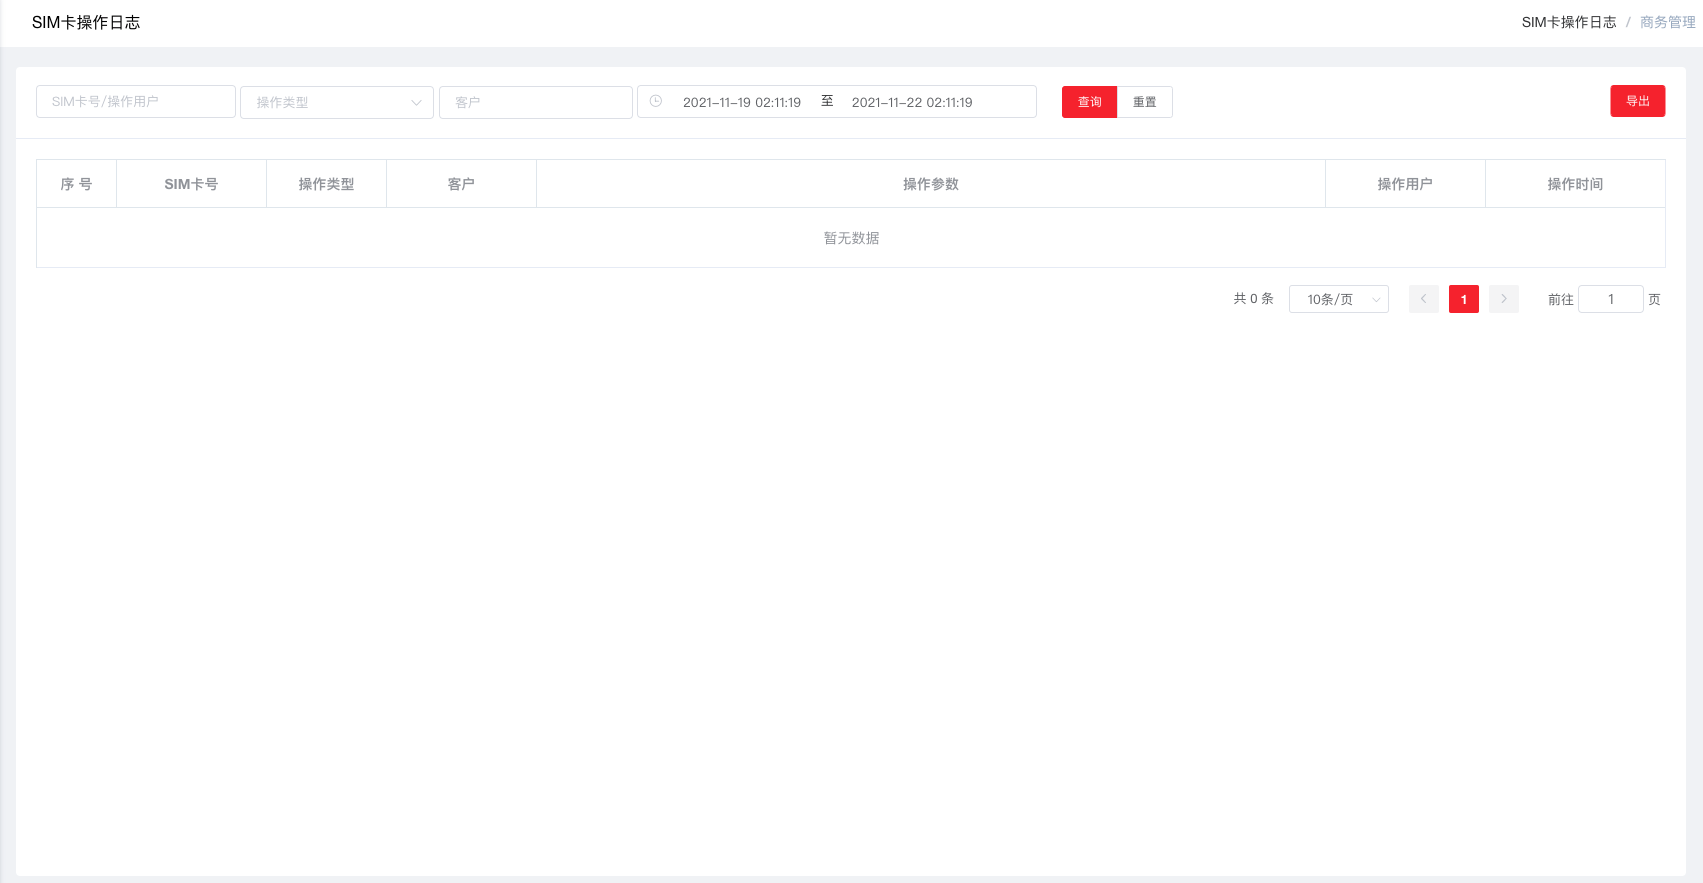 SIM卡操作日志
SIM卡操作日志 / 商务管理
SIM卡号/操作用户 操作类型 客户 2021-11-19 02:11:19 至 2021-11-22 02:11:19 查询 重置 导出
序 号 SIM卡号 操作类型 客户 操作参数 操作用户 操作时间
暂无数据
共 0 条 10条/页 1 前往 1 页